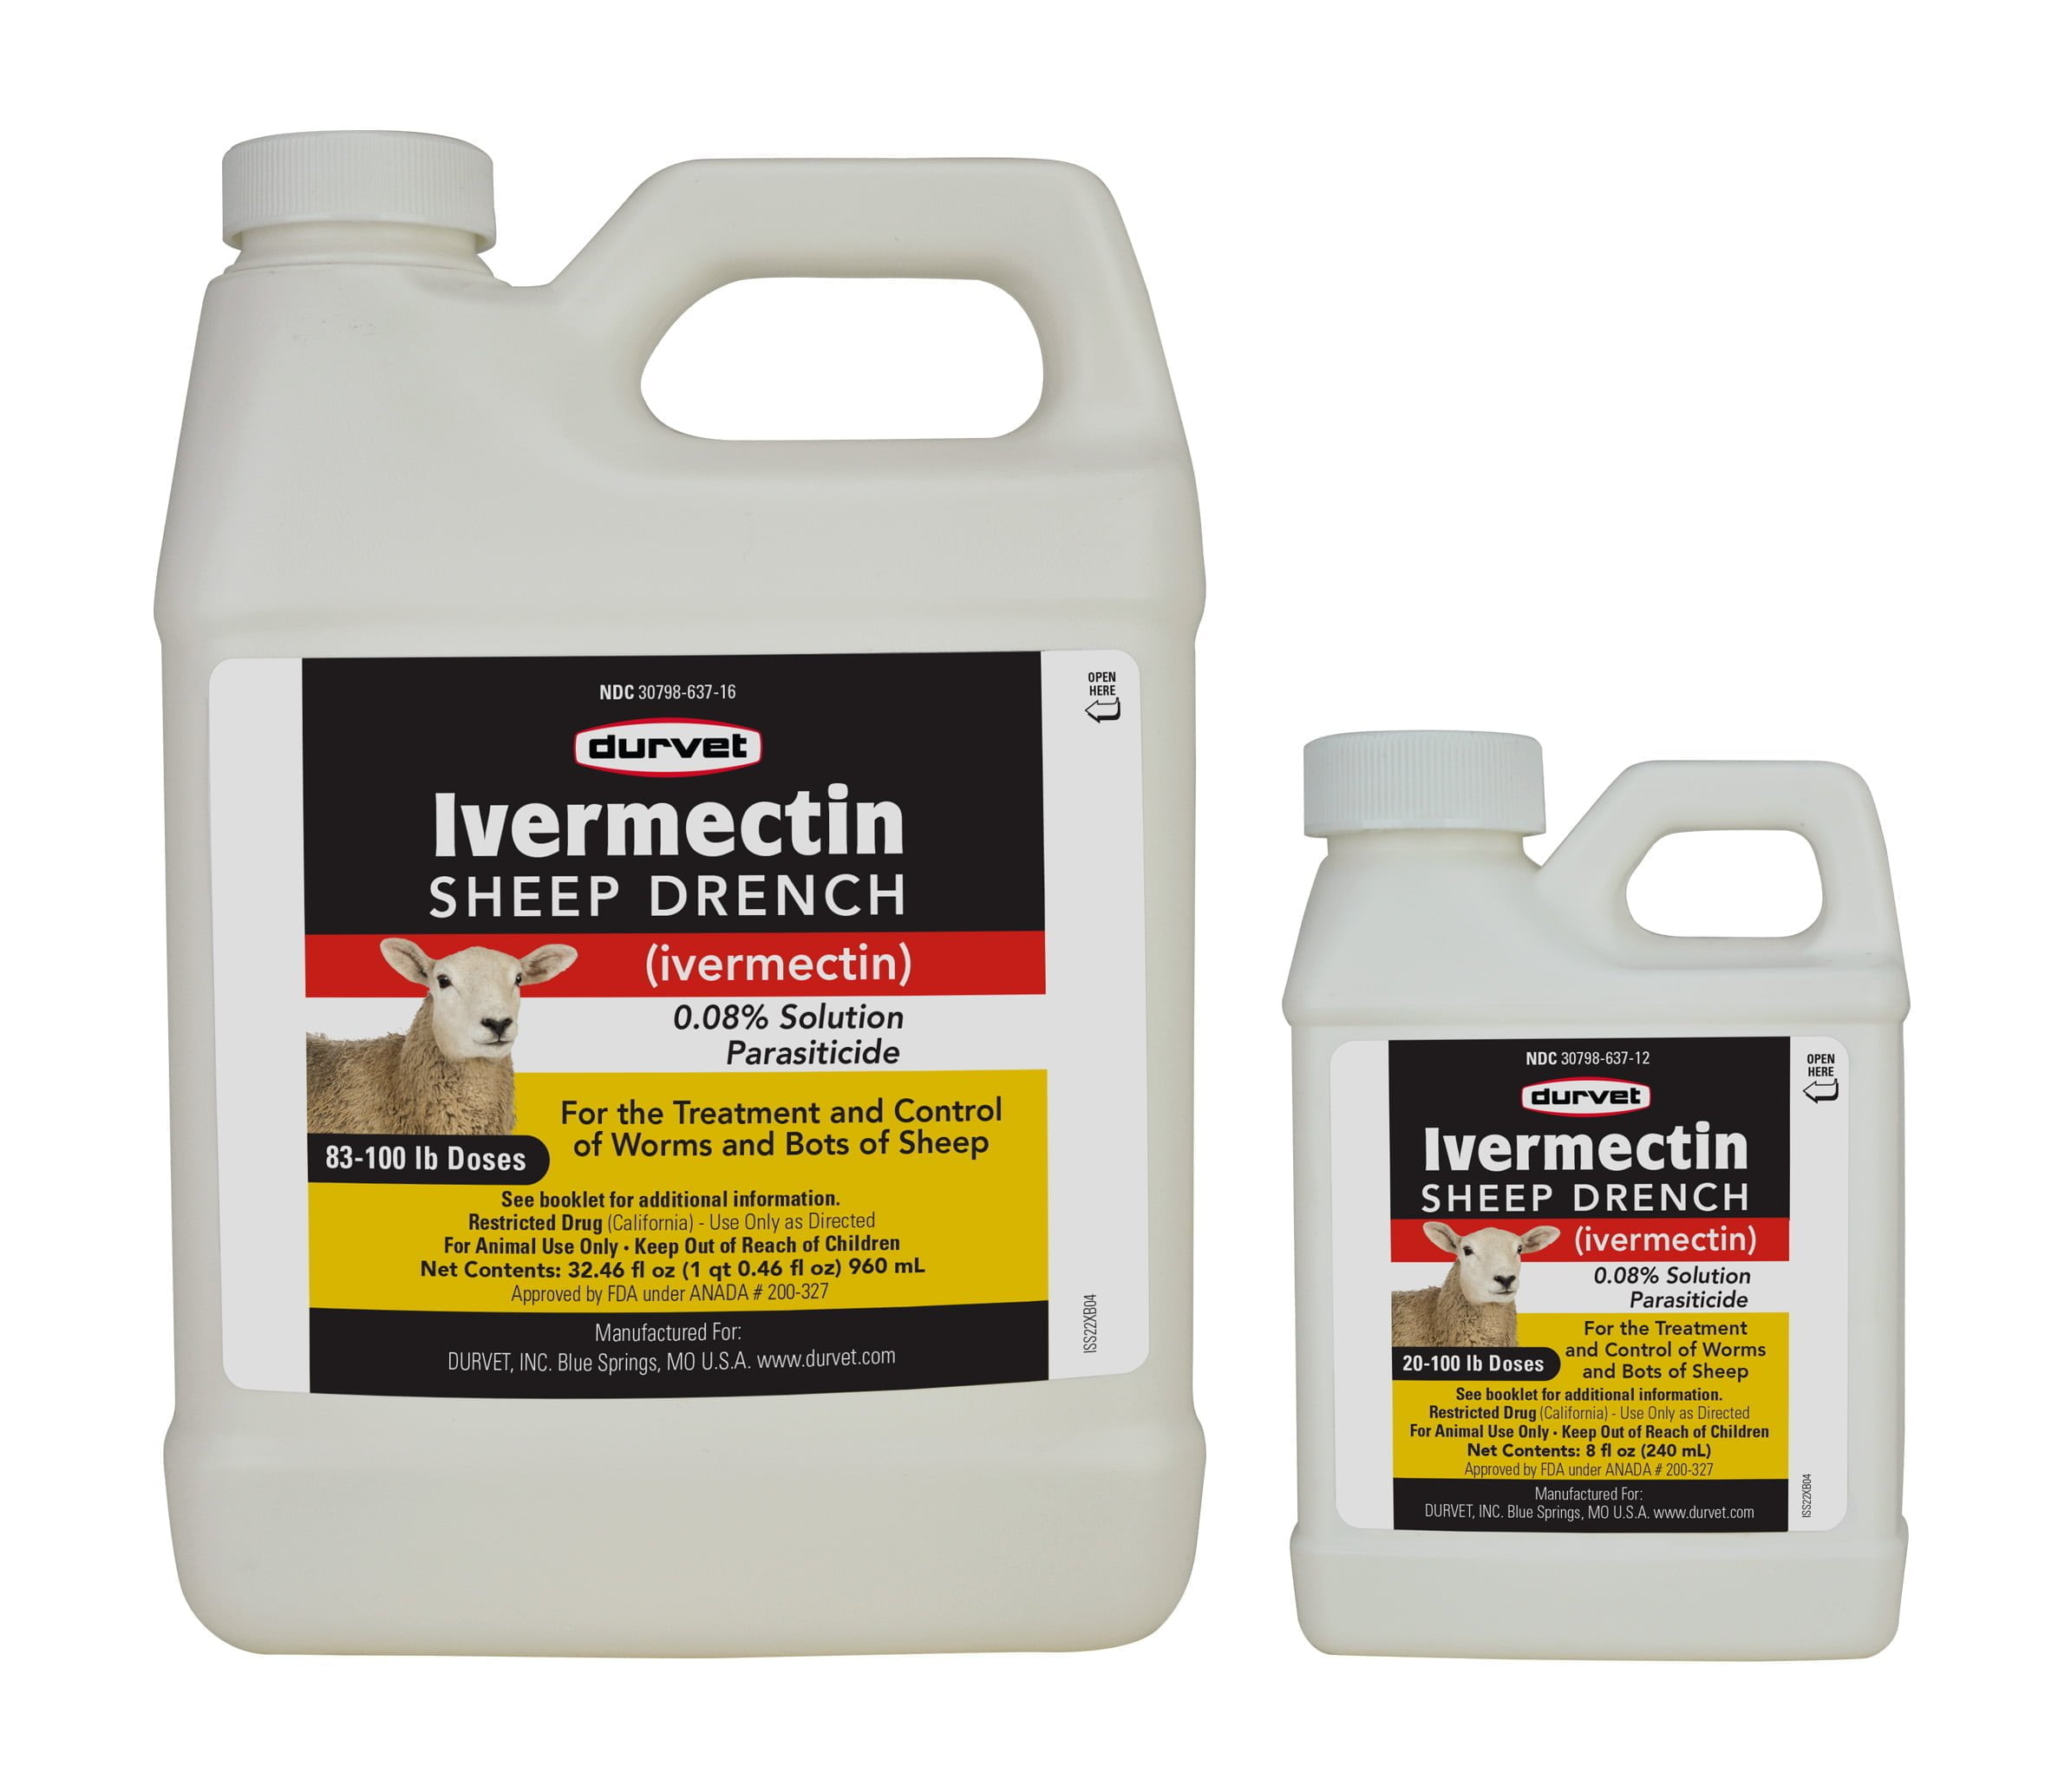 NDC 30798-637-16
durvet
Ivermectin
SHEEP DRENCH
(ivermectin)
0.08% Solution
Parasiticide
For the Treatment and Control
of Worms and Bots of Sheep
83-100 lb Doses
See booklet for additional information.
Restricted Drug (California) - Use Only as Directed
For Animal Use Only • Keep Out of Reach of Children
Net Contents: 32.46 fl oz (1 qt 0.46 fl oz) 960 mL
Approved by FDA under ANADA # 200-327
Manufactured For:
DURVET, INC. Blue Springs, MO U.S.A. www.durvet.com
OPEN
HERE
ISS22XB04
NDC 30798-637-12
durvet
Ivermectin
SHEEP DRENCH
(ivermectin)
0.08% Solution
Parasiticide
For the Treatment
and Control of Worms
and Bots of Sheep
20-100 lb Doses
See booklet for additional information.
Restricted Drug (California) - Use Only as Directed
For Animal Use Only • Keep Out of Reach of Children
Net Contents: 8 fl oz (240 mL)
Approved by FDA under ANADA # 200-327
Manufactured For:
DURVET, INC. Blue Springs, MO U.S.A. www.durvet.com
OPEN
HERE
ISS22XB04